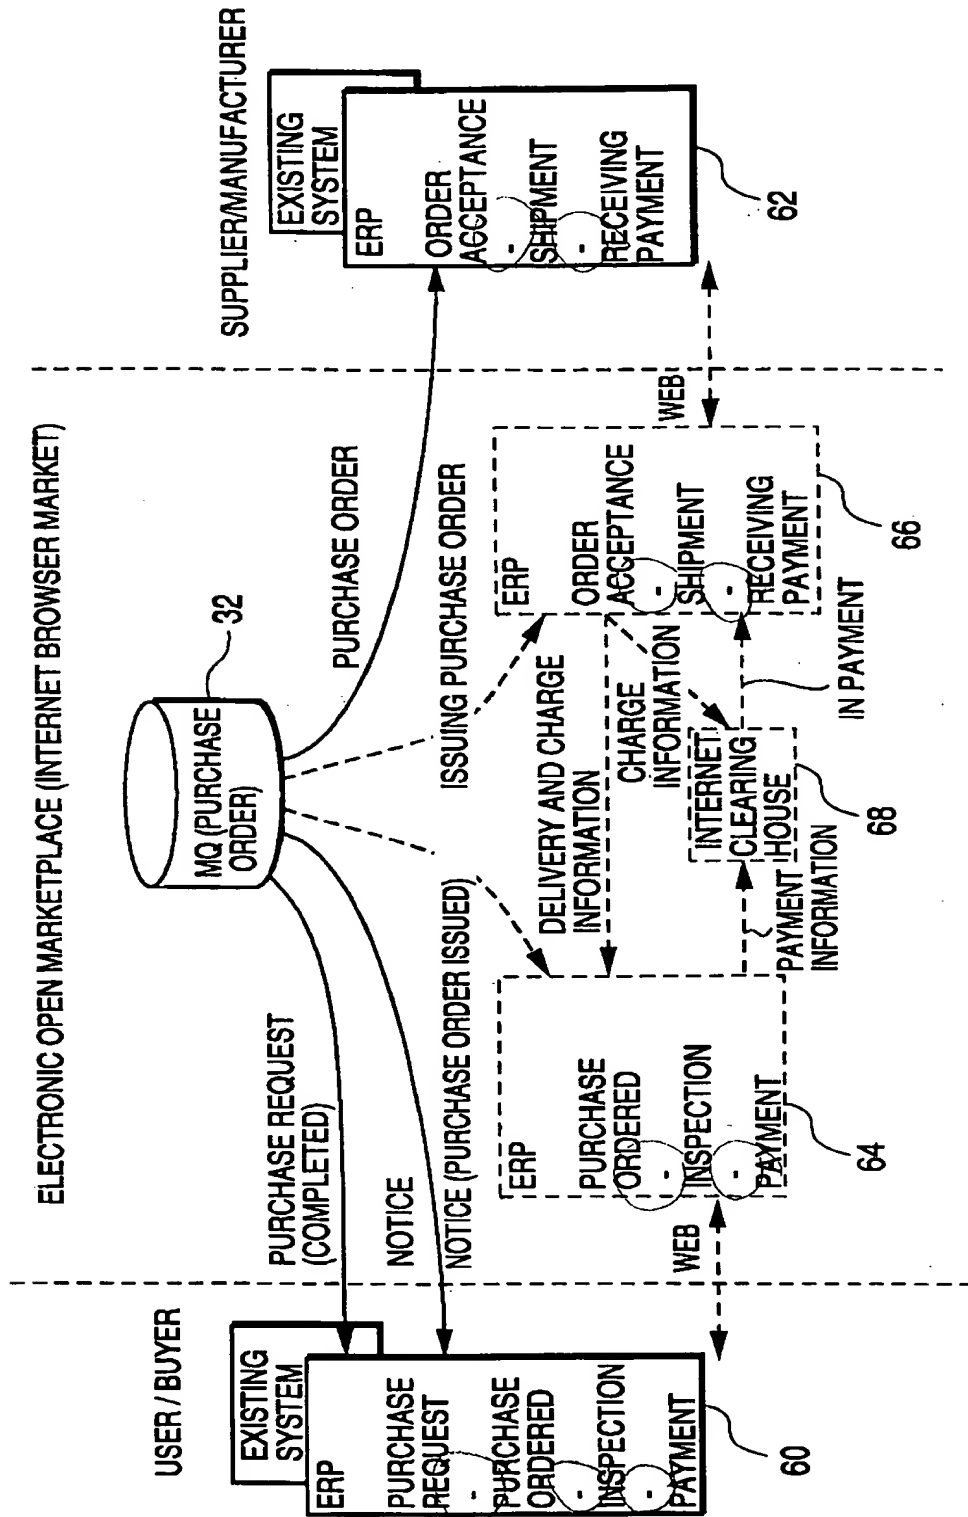 ELECTRONIC OPEN MARKETPLACE (INTERNET BROWSER MARKET)
USER / BUYER
EXISTING
SYSTEM
ERP
PURCHASE
REQUEST
PURCHASE
ORDERED
INSPECTION
PAYMENT
60
PURCHASE REQUEST
(COMPLETED)
NOTICE
NOTICE (PURCHASE ORDER ISSUED)
WEB
MQ (PURCHASE
ORDER)
32
ERP
PURCHASE
ORDERED
INSPECTION
PAYMENT
64
DELIVERY AND CHARGE
INFORMATION
CHARGE
INFORMATION
INTERNET
CLEARING
HOUSE
68
PAYMENT
INFORMATION
IN PAYMENT
PURCHASE ORDER
ISSUING PURCHASE ORDER
ERP
ORDER
ACCEPTANCE
SHIPMENT
RECEIVING
PAYMENT
66
WEB
SUPPLIER/MANUFACTURER
EXISTING
SYSTEM
ERP
ORDER
ACCEPTANCE
SHIPMENT
RECEIVING
PAYMENT
62